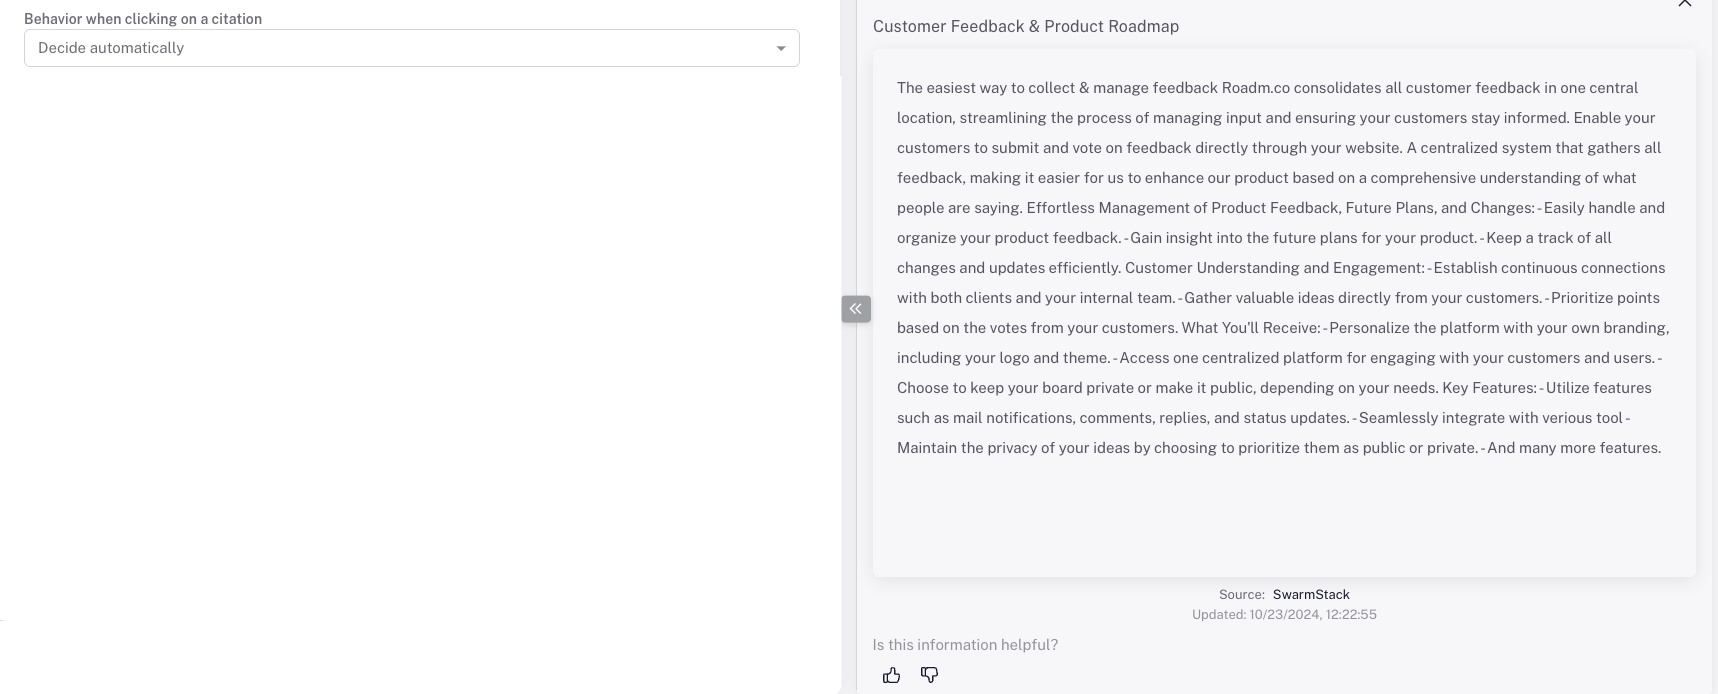 Behavior when clicking on a citation
Decide automatically
Customer Feedback & Product Roadmap
The easiest way to collect & manage feedback Roadm.co consolidates all customer feedback in one central
location, streamlining the process of managing input and ensuring your customers stay informed. Enable your
customers to submit and vote on feedback directly through your website. A centralized system that gathers all
feedback, making it easier for us to enhance our product based on a comprehensive understanding of what
people are saying. Effortless Management of Product Feedback, Future Plans, and Changes: - Easily handle and
organize your product feedback. - Gain insight into the future plans for your product. - Keep a track of all
changes and updates efficiently. Customer Understanding and Engagement: - Establish continuous connections
with both clients and your internal team. - Gather valuable ideas directly from your customers. - Prioritize points
based on the votes from your customers. What You'll Receive: - Personalize the platform with your own branding,
including your logo and theme. - Access one centralized platform for engaging with your customers and users. -
Choose to keep your board private or make it public, depending on your needs. Key Features: - Utilize features
such as mail notifications, comments, replies, and status updates. - Seamlessly integrate with verious tool -
Maintain the privacy of your ideas by choosing to prioritize them as public or private. - And many more features.
Source: SwarmStack
Updated: 10/23/2024, 12:22:55
Is this information helpful?